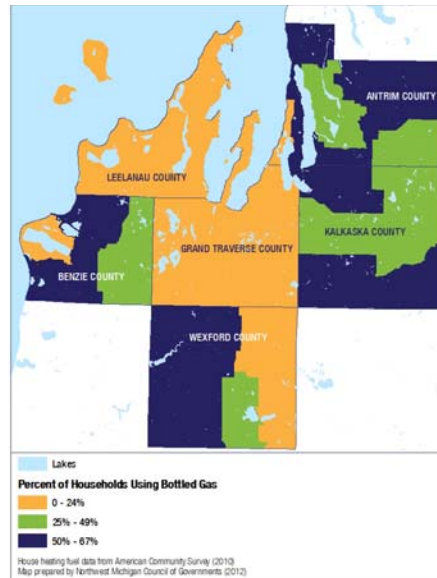 ANTRIM COUNTY
LEELANAU COUNTY
GRAND TRAVERSE COUNTY
KALKASKA COUNTY
BENZIE COUNTY
WEXFORD COUNTY
Lakes
Percent of Households Using Bottled Gas
0 - 24%
25% - 49%
50% - 67%
House heating fuel data from American Community Survey (2010)
Map prepared by Northwest Michigan Council of Governments (2012)